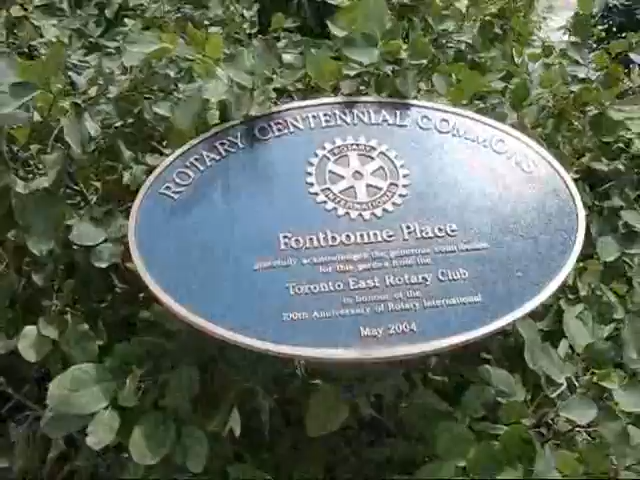 ROTARY CENTENNIAL COMMONS
ROTARY
INTERNATIONAL
Fontbonne Place
gratefully acknowledges the generous contribution
for this garden from the
Toronto East Rotary Club
in honour of the
100th Anniversary of Rotary International
May 2004